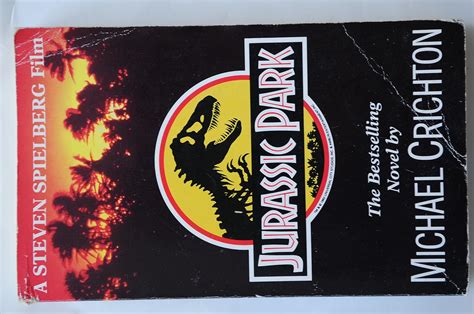 A STEVEN SPIELBERG Film
JURASSIC PARK
The Bestselling
Novel by
MICHAEL CRICHTON